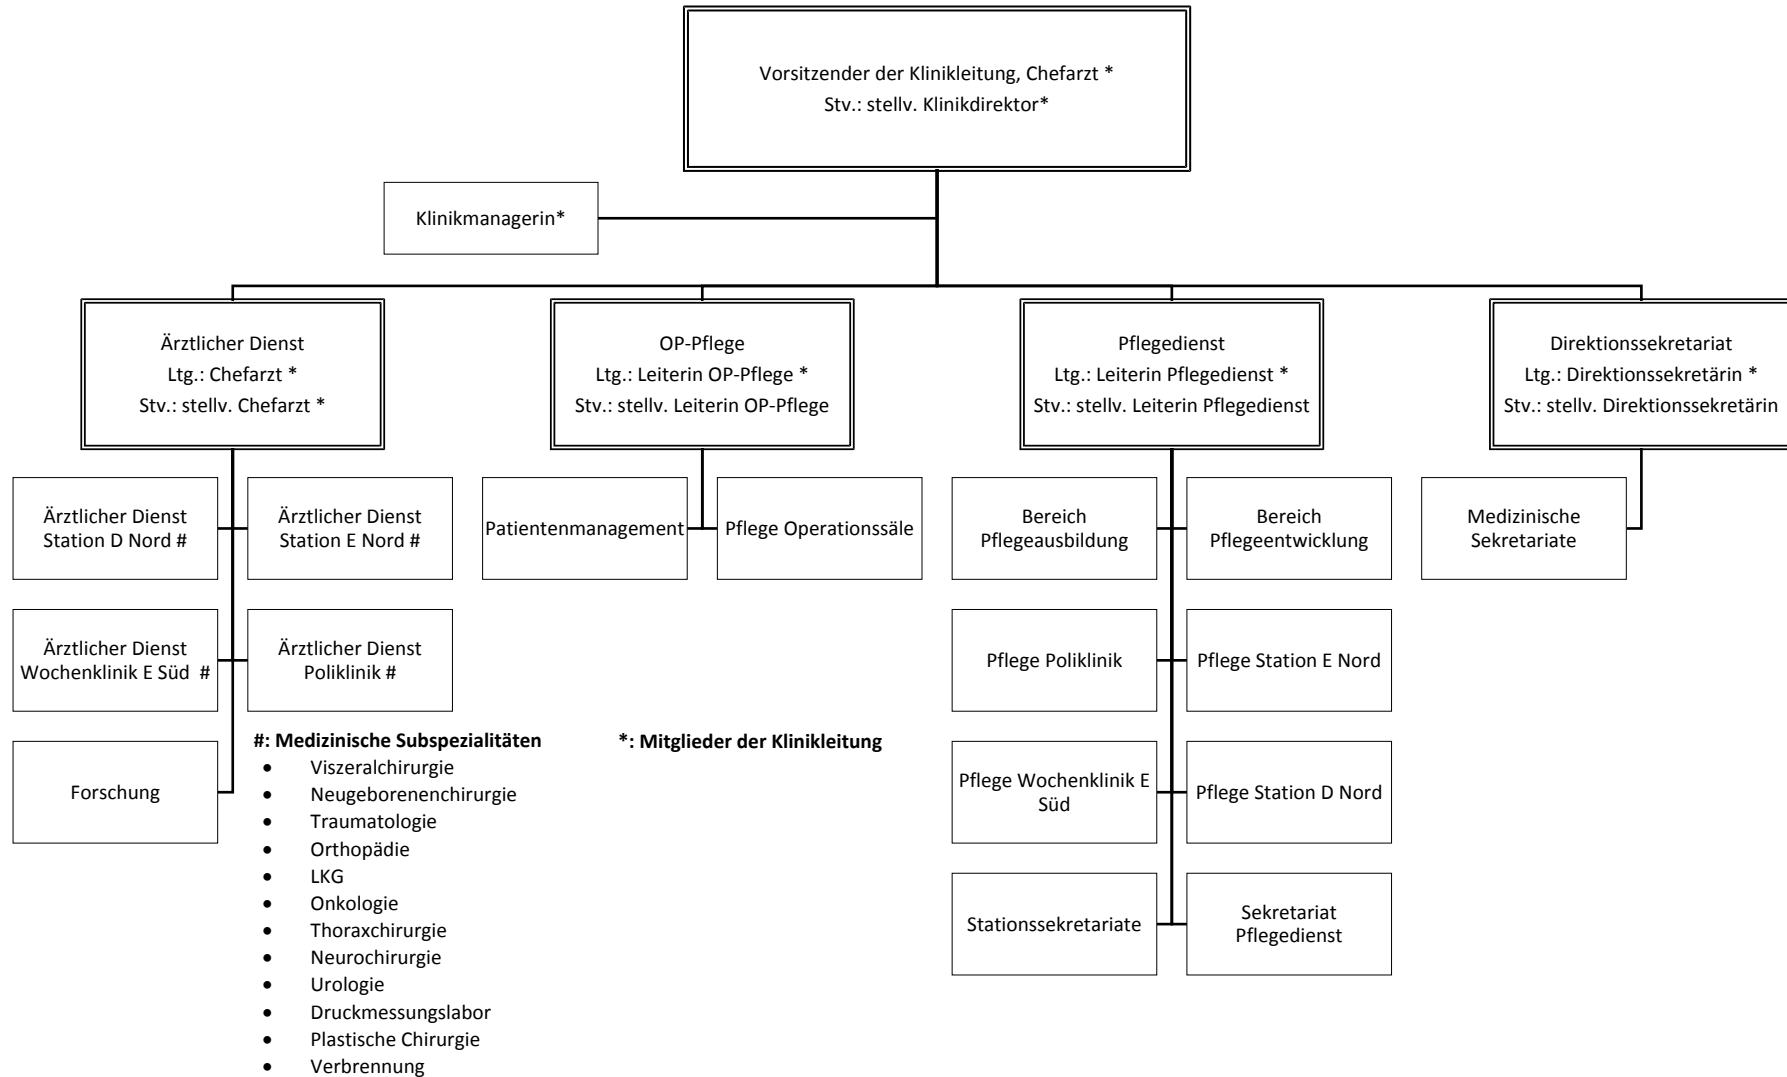 Vorsitzender der Klinikleitung, Chefarzt *
Stv.: stellv. Klinikdirektor*
Klinikmanagerin*
Ärztlicher Dienst
Ltg.: Chefarzt *
Stv.: stellv. Chefarzt *
OP-Pflege
Ltg.: Leiterin OP-Pflege *
Stv.: stellv. Leiterin OP-Pflege
Pflegedienst
Ltg.: Leiterin Pflegedienst *
Stv.: stellv. Leiterin Pflegedienst
Direktionssekretariat
Ltg.: Direktionssekretärin *
Stv.: stellv. Direktionssekretärin
Ärztlicher Dienst
Station D Nord #
Ärztlicher Dienst
Station E Nord #
Patientenmanagement
Pflege Operationssäle
Bereich
Pflegeausbildung
Bereich
Pflegeentwicklung
Medizinische
Sekretariate
Ärztlicher Dienst
Wochenklinik E Süd #
Ärztlicher Dienst
Poliklinik #
Pflege Poliklinik
Pflege Station E Nord
Forschung
#: Medizinische Subspezialitäten
• Viszeralchirurgie
• Neugeborenenchirurgie
• Traumatologie
• Orthopädie
• LKG
• Onkologie
• Thoraxchirurgie
• Neurochirurgie
• Urologie
• Druckmessungslabor
• Plastische Chirurgie
• Verbrennung
*: Mitglieder der Klinikleitung
Pflege Wochenklinik E
Süd
Pflege Station D Nord
Stationssekretariate
Sekretariat
Pflegedienst